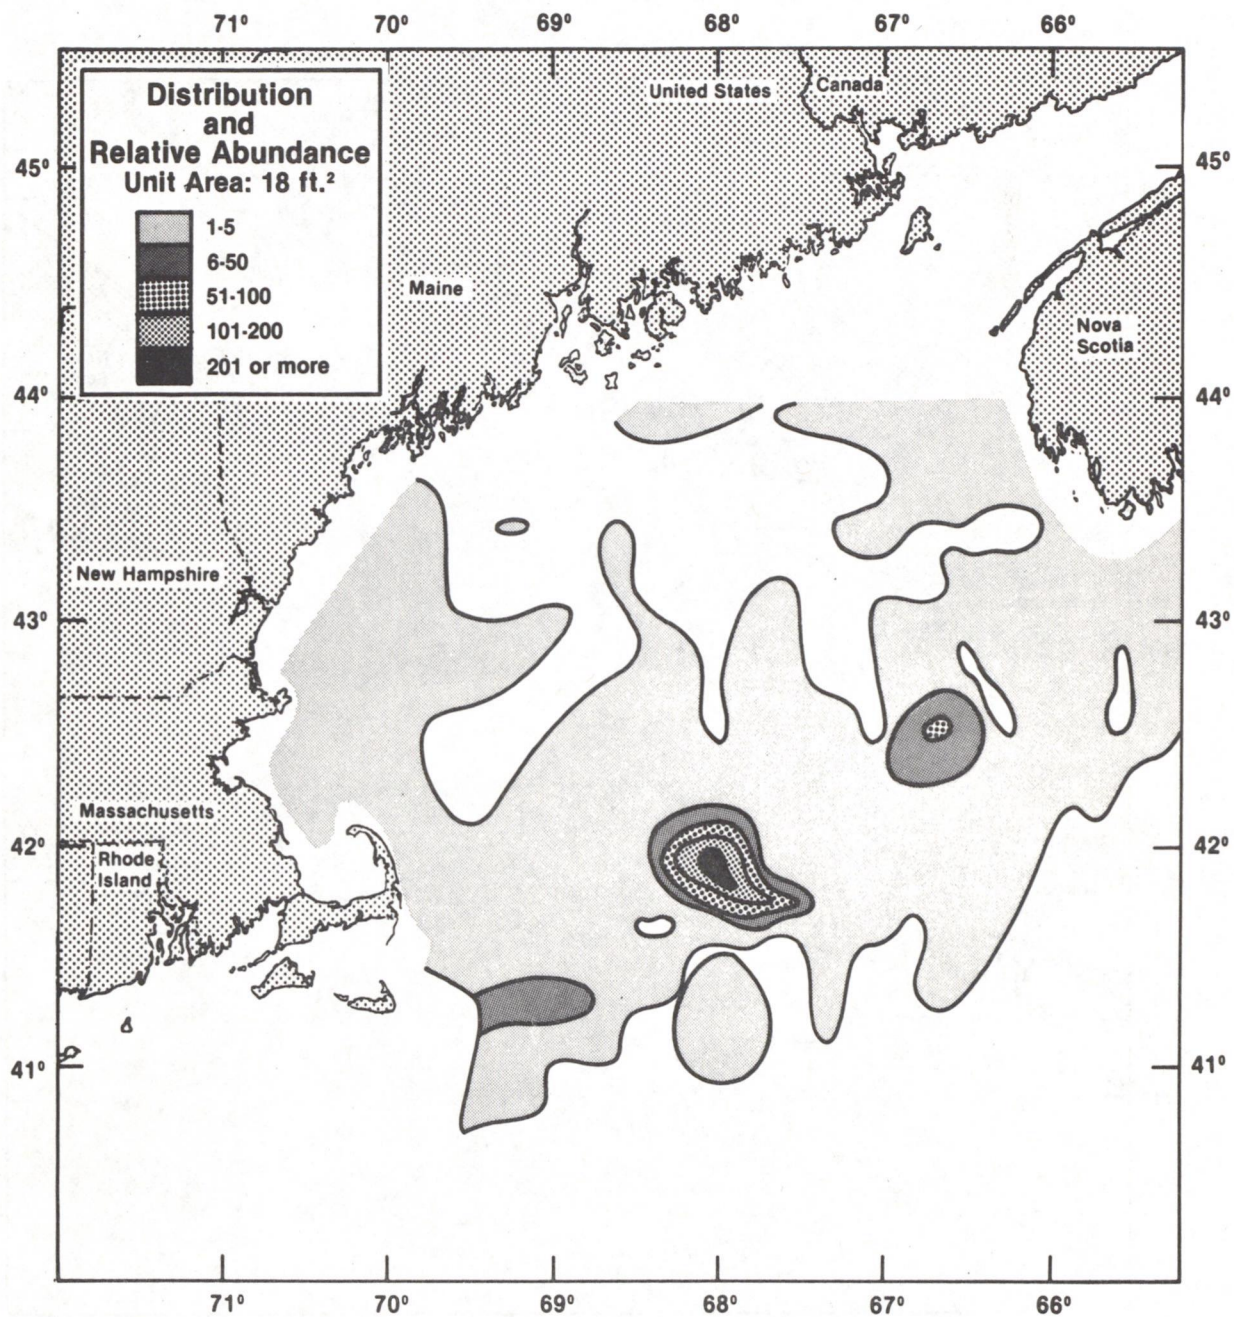 71° 70° 69° 68° 67° 66°
Distribution
and
Relative Abundance
Unit Area: 18 ft.²
1-5
6-50
51-100
101-200
201 or more
United States
Canada
45° 45°
Maine
Nova
Scotia
44° 44°
New Hampshire
43° 43°
Massachusetts
42° 42°
Rhode
Island
41° 41°
71° 70° 69° 68° 67° 66°